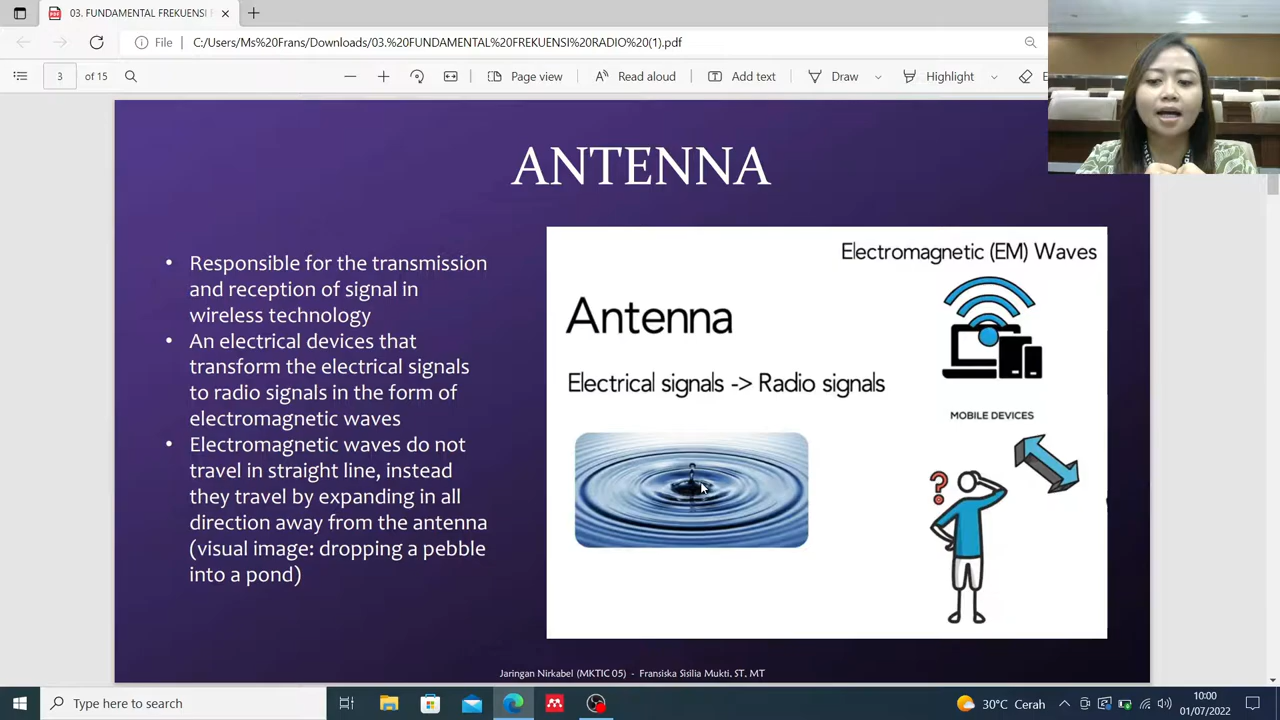 03. FUNDAMENTAL FREKUENSI
File
C:/Users/Ms%20Frans/Downloads/03.%20FUNDAMENTAL%20FREKUENSI%20RADIO%20(1).pdf
3 of 15
Page view
Read aloud
Add text
Draw
Highlight
ANTENNA
• Responsible for the transmission
and reception of signal in
wireless technology
• An electrical devices that
transform the electrical signals
to radio signals in the form of
electromagnetic waves
• Electromagnetic waves do not
travel in straight line, instead
they travel by expanding in all
direction away from the antenna
(visual image: dropping a pebble
into a pond)
Electromagnetic (EM) Waves
Antenna
Electrical signals -> Radio signals
MOBILE DEVICES
?
Jaringan Nirkabel (MKTIC 05) - Fransiska Sisilia Mukti, ST, MT
Type here to search
30°C Cerah
10:00
01/07/2022